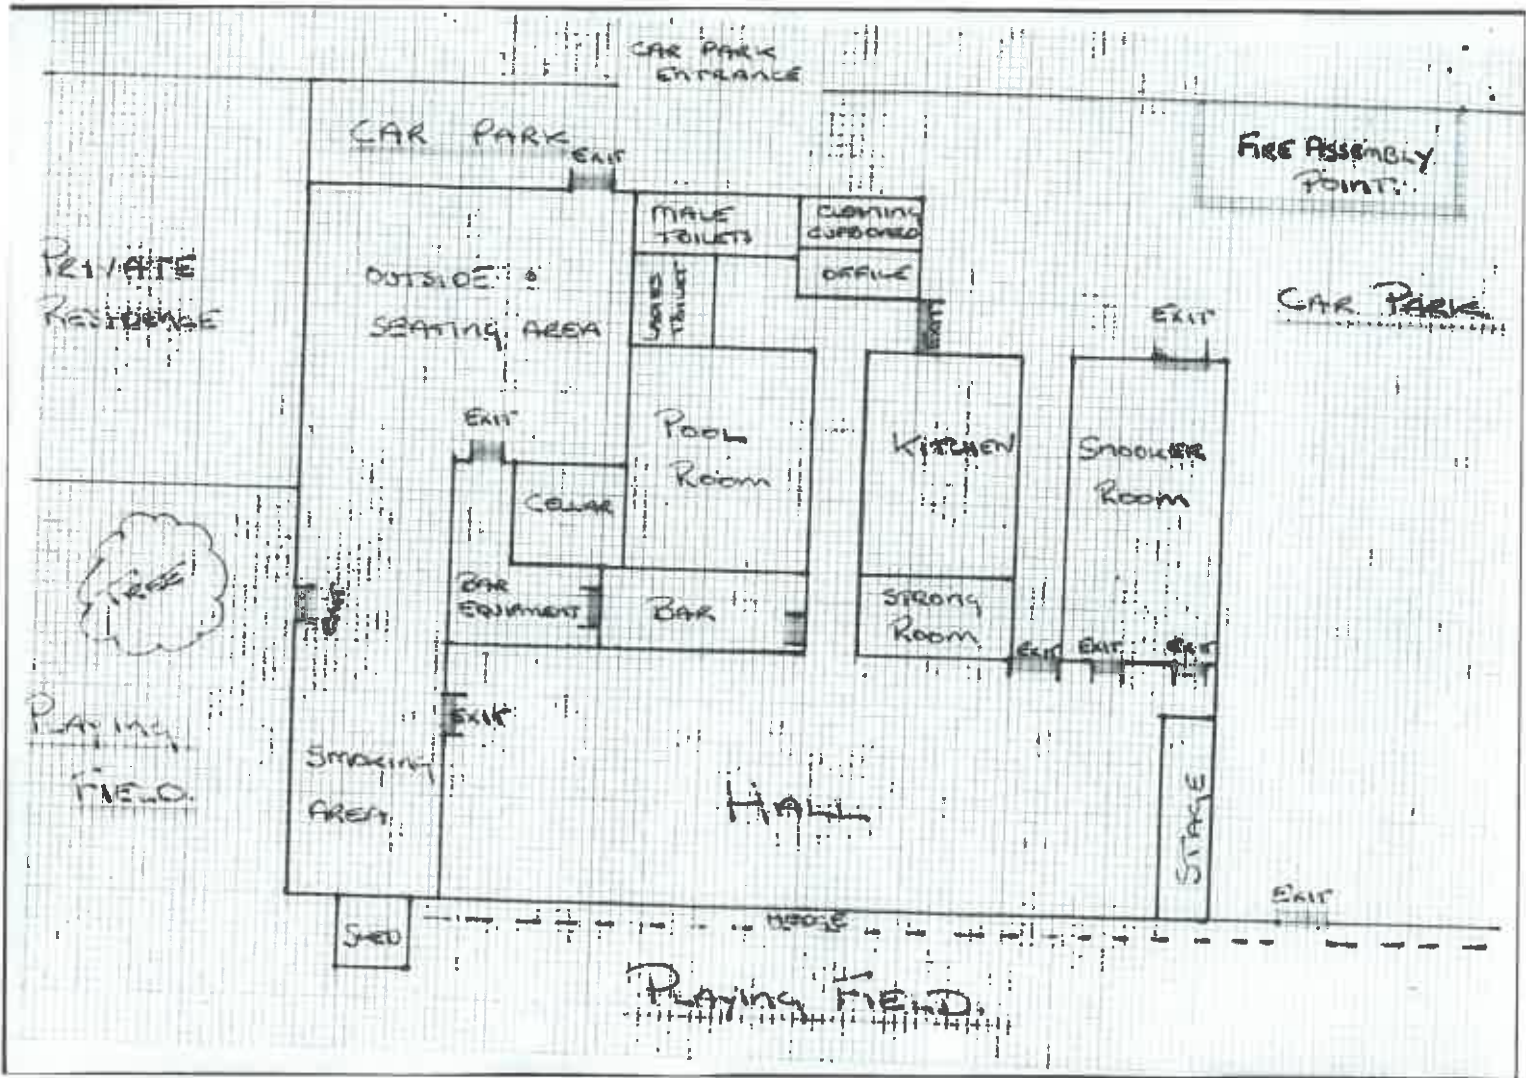 CAR PARK
ENTRANCE
CAR PARK
EXIT
FIRE ASSEMBLY
POINT.
MALE
TOILETS
CLEANING
CUPBOARD
PRIVATE
RESIDENCE
OUTSIDE
SEATING AREA
LADIES
TOILET
OFFICE
EXIT
EXIT
CAR PARK
EXIT
POOL
ROOM
KITCHEN
SNOOKER
ROOM
CELLAR
TREE
EXIT
BAR
EQUIPMENT
BAR
STRONG
ROOM
EXIT
EXIT
EXIT
PLAYING
FIELD.
EXIT
SMOKING
AREA
HALL
STAGE
EXIT
SHED
HEDGE
PLAYING FIELD.